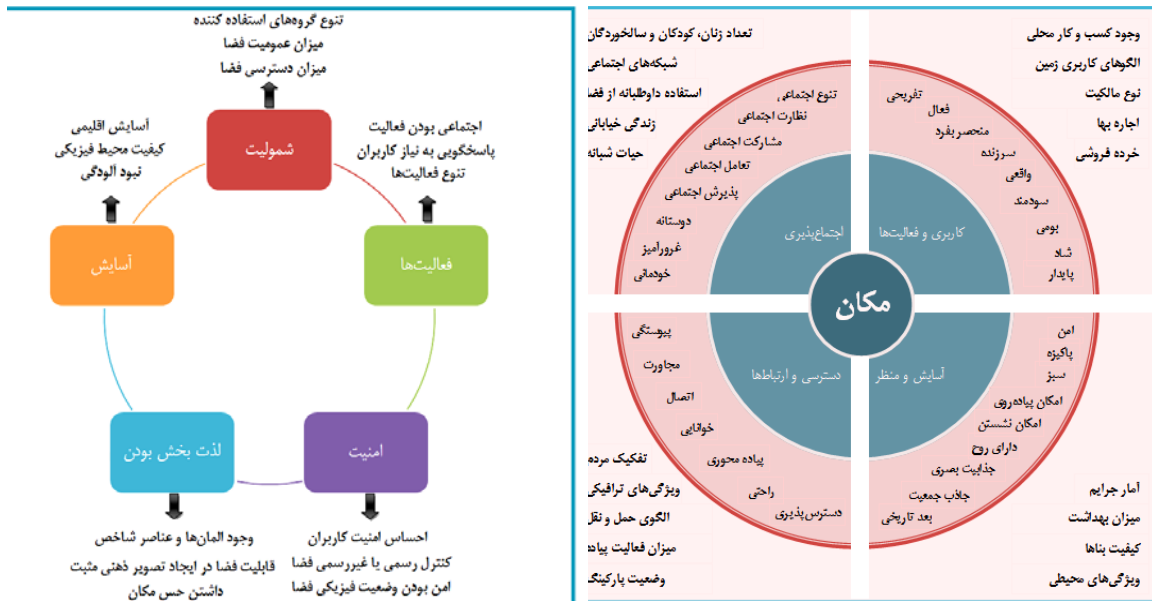 تنوع گروه‌های استفاده کننده
میزان عمومیت فضا
میزان دسترسی فضا
شمولیت
اجتماعی بودن فعالیت
پاسخگویی به نیاز کاربران
تنوع فعالیت‌ها
فعالیت‌ها
آسایش اقلیمی
کیفیت محیط فیزیکی
نبود آلودگی
آسایش
امنیت
احساس امنیت کاربران
کنترل رسمی یا غیررسمی فضا
امن بودن وضعیت فیزیکی فضا
لذت بخش بودن
وجود المان‌ها و عناصر شاخص
قابلیت فضا در ایجاد تصویر ذهنی مثبت
داشتن حس مکان
وجود کسب و کار محلی
الگوهای کاربری زمین
نوع مالکیت
اجاره بها
خرده فروشی
تفریحی
فعال
منحصر بفرد
سرزنده
واقعی
سودمند
بومی
شاد
پایدار
کاربری و فعالیت‌ها
تعداد زنان، کودکان و سالخوردگان
شبکه‌های اجتماعی
استفاده داوطلبانه از فضا
زندگی خیابانی
حیات شبانه
تنوع اجتماعی
نظارت اجتماعی
مشارکت اجتماعی
تعامل اجتماعی
پذیرش اجتماعی
دوستانه
غرورآمیز
خودمانی
اجتماع‌پذیری
مکان
آسایش و منظر
امن
پاکیزه
سبز
امکان پیاده‌روی
امکان نشستن
دارای روح
جذابیت بصری
جاذب جمعیت
بعد تاریخی
آمار جرایم
میزان بهداشت
کیفیت بناها
ویژگی‌های محیطی
دسترسی و ارتباط‌ها
پیوستگی
مجاورت
اتصال
خوانایی
پیاده محوری
راحتی
دسترس‌پذیری
تفکیک مردم
ویژگی‌های ترافیکی
الگوی حمل و نقل
میزان فعالیت پیاده
وضعیت پارکینگ